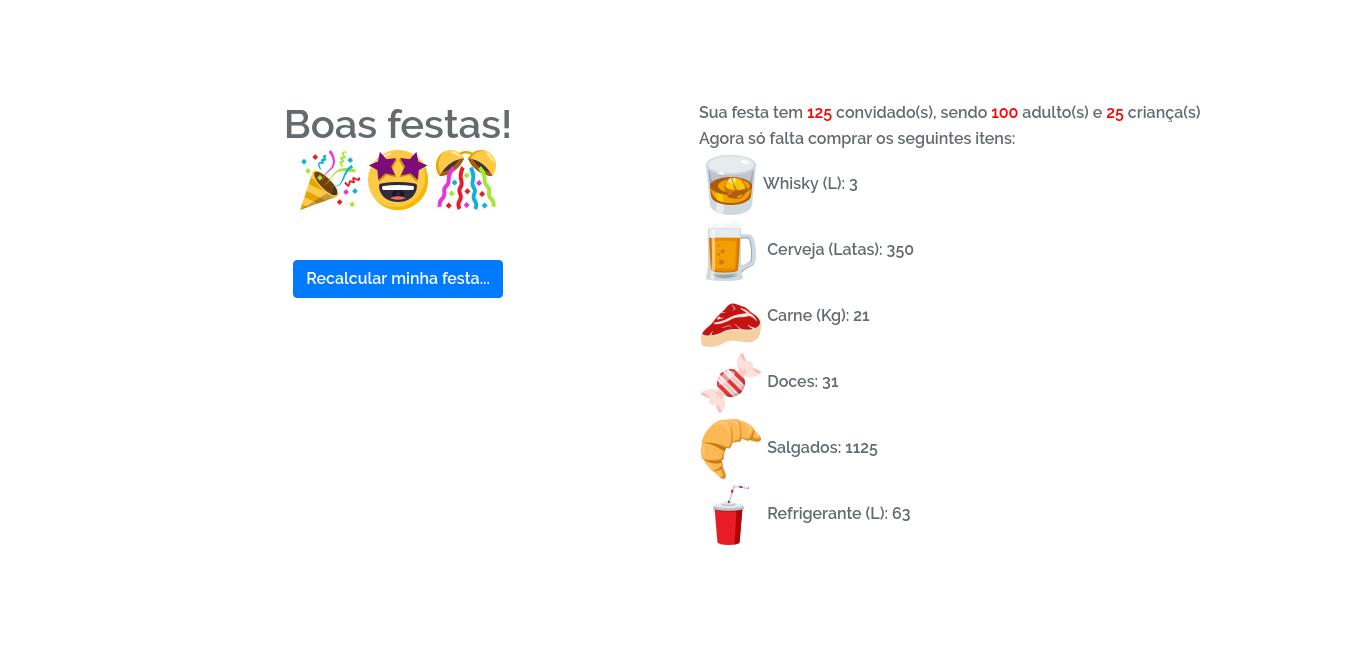 Boas festas!
Recalcular minha festa...
Sua festa tem 125 convidado(s), sendo 100 adulto(s) e 25 criança(s)
Agora só falta comprar os seguintes itens:
Whisky (L): 3
Cerveja (Latas): 350
Carne (Kg): 21
Doces: 31
Salgados: 1125
Refrigerante (L): 63